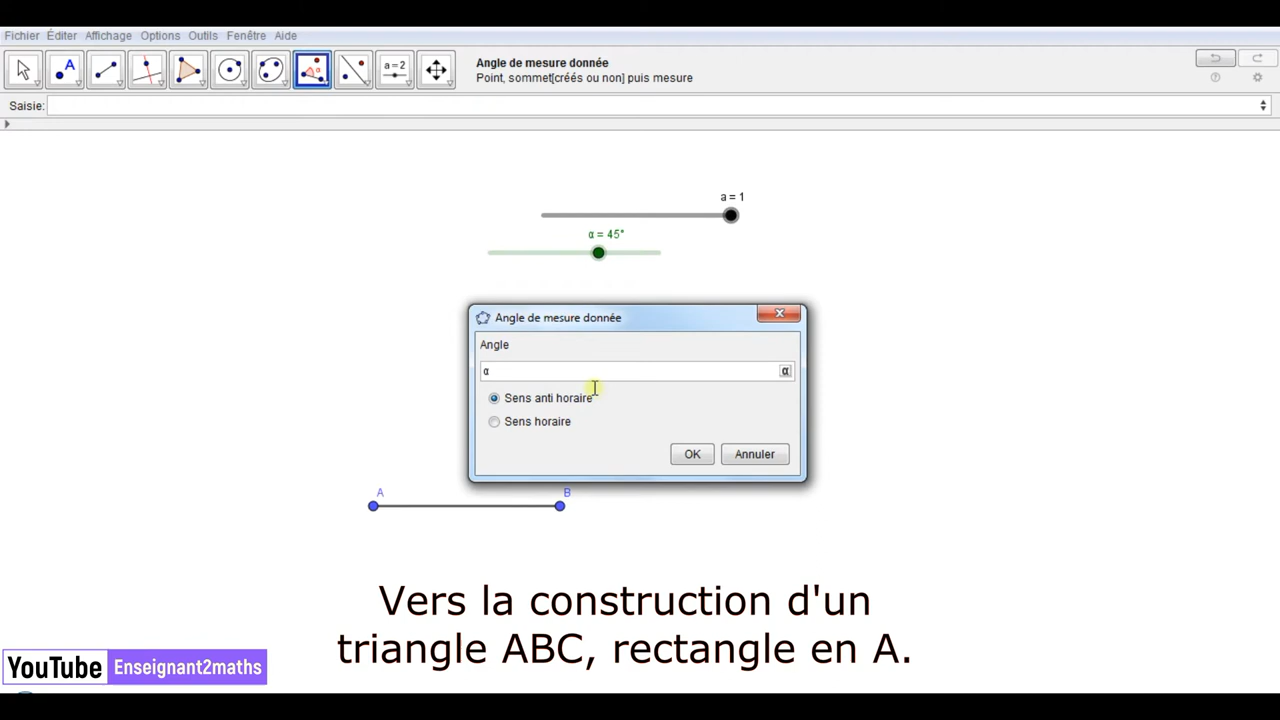 Fichier Éditer Affichage Options Outils Fenêtre Aide
A
a = 2
Angle de mesure donnée
Point, sommet[créés ou non] puis mesure
Saisie:
a = 1
α = 45°
Angle de mesure donnée
Angle
α
α
Sens anti horaire
Sens horaire
OK Annuler
A B
Vers la construction d'un
triangle ABC, rectangle en A.
YouTube Enseignant2maths